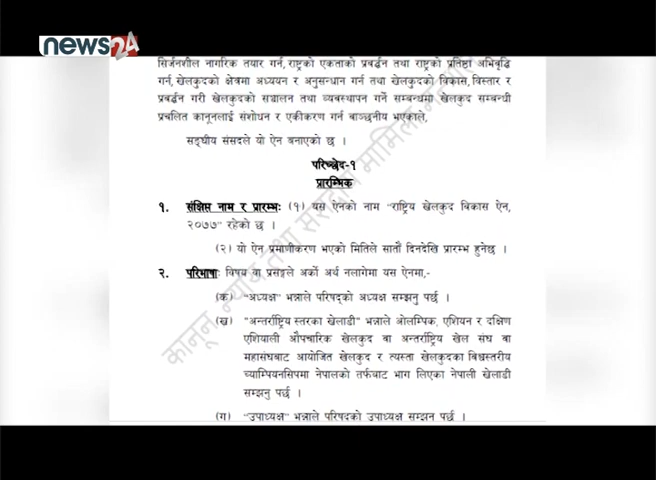 news24
सिर्जनशील नागरिक तयार गर्न, राष्ट्रको एकताको प्रवर्द्धन तथा राष्ट्रको प्रतिष्ठा अभिवृद्धि
गर्न, खेलकुदको क्षेत्रमा अध्ययन र अनुसन्धान गर्न तथा खेलकुदको विकास, विस्तार र
प्रवर्द्धन गरी खेलकुदको सञ्चालन तथा व्यवस्थापन गर्ने सम्बन्धमा खेलकुद सम्बन्धी
प्रचलित कानूनलाई संशोधन र एकीकरण गर्न वाञ्छनीय भएकोले,
सङ्घीय संसदले यो ऐन बनाएको छ ।
परिच्छेद-१
प्रारम्भिक
१. संक्षिप्त नाम र प्रारम्भः (१) यस ऐनको नाम "राष्ट्रिय खेलकुद विकास ऐन,
२०७७" रहेको छ ।
(२) यो ऐन प्रमाणीकरण भएको मितिले सातौं दिनदेखि प्रारम्भ हुनेछ ।
२. परिभाषाः विषय वा प्रसङ्गले अर्को अर्थ नलागेमा यस ऐनमा,-
(क) "अध्यक्ष" भन्नाले परिषद्को अध्यक्ष सम्झनु पर्छ ।
(ख) "अन्तर्राष्ट्रिय स्तरका खेलाडी" भन्नाले ओलम्पिक, एशियन र दक्षिण
एशियाली औपचारिक खेलकुद वा अन्तर्राष्ट्रिय खेल संघ वा
महासंघबाट आयोजित खेलकुद र त्यस्ता खेलकुदका विश्वस्तरीय
च्याम्पियनसिपमा नेपालको तर्फबाट भाग लिएका नेपाली खेलाडी
सम्झनु पर्छ ।
(ग) "उपाध्यक्ष" भन्नाले परिषद्को उपाध्यक्ष सम्झनु पर्छ ।
कानून, न्याय तथा संसदीय मामिला